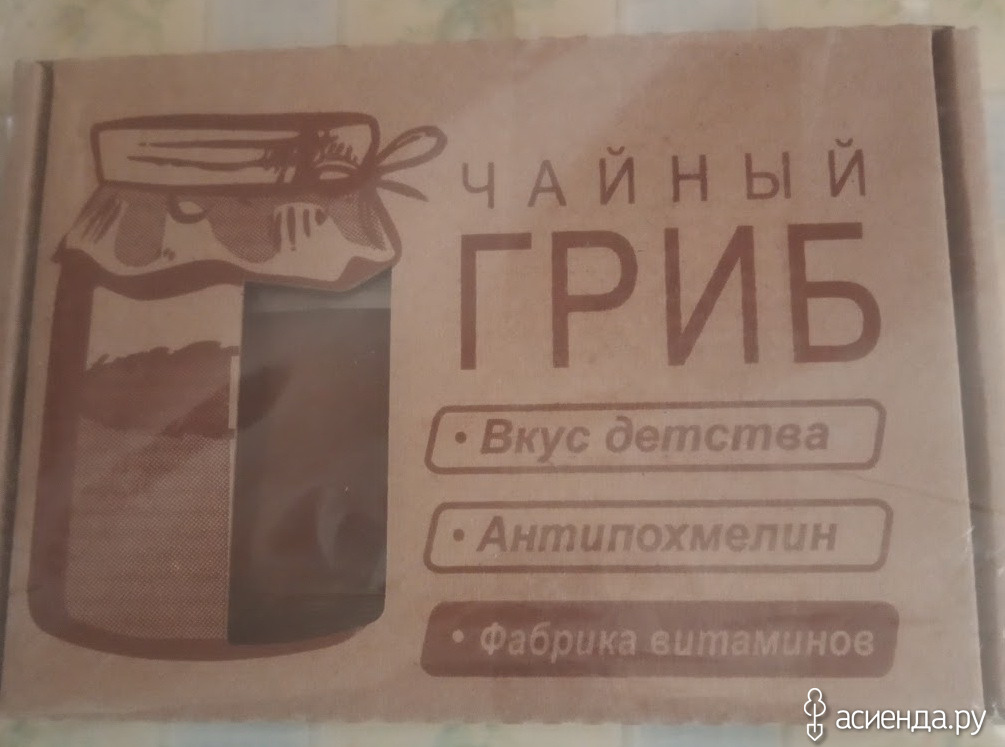 ЧАЙНЫЙ
ГРИБ
• Вкус детства
• Антипохмелин
• Фабрика витаминов
асиенда.ру